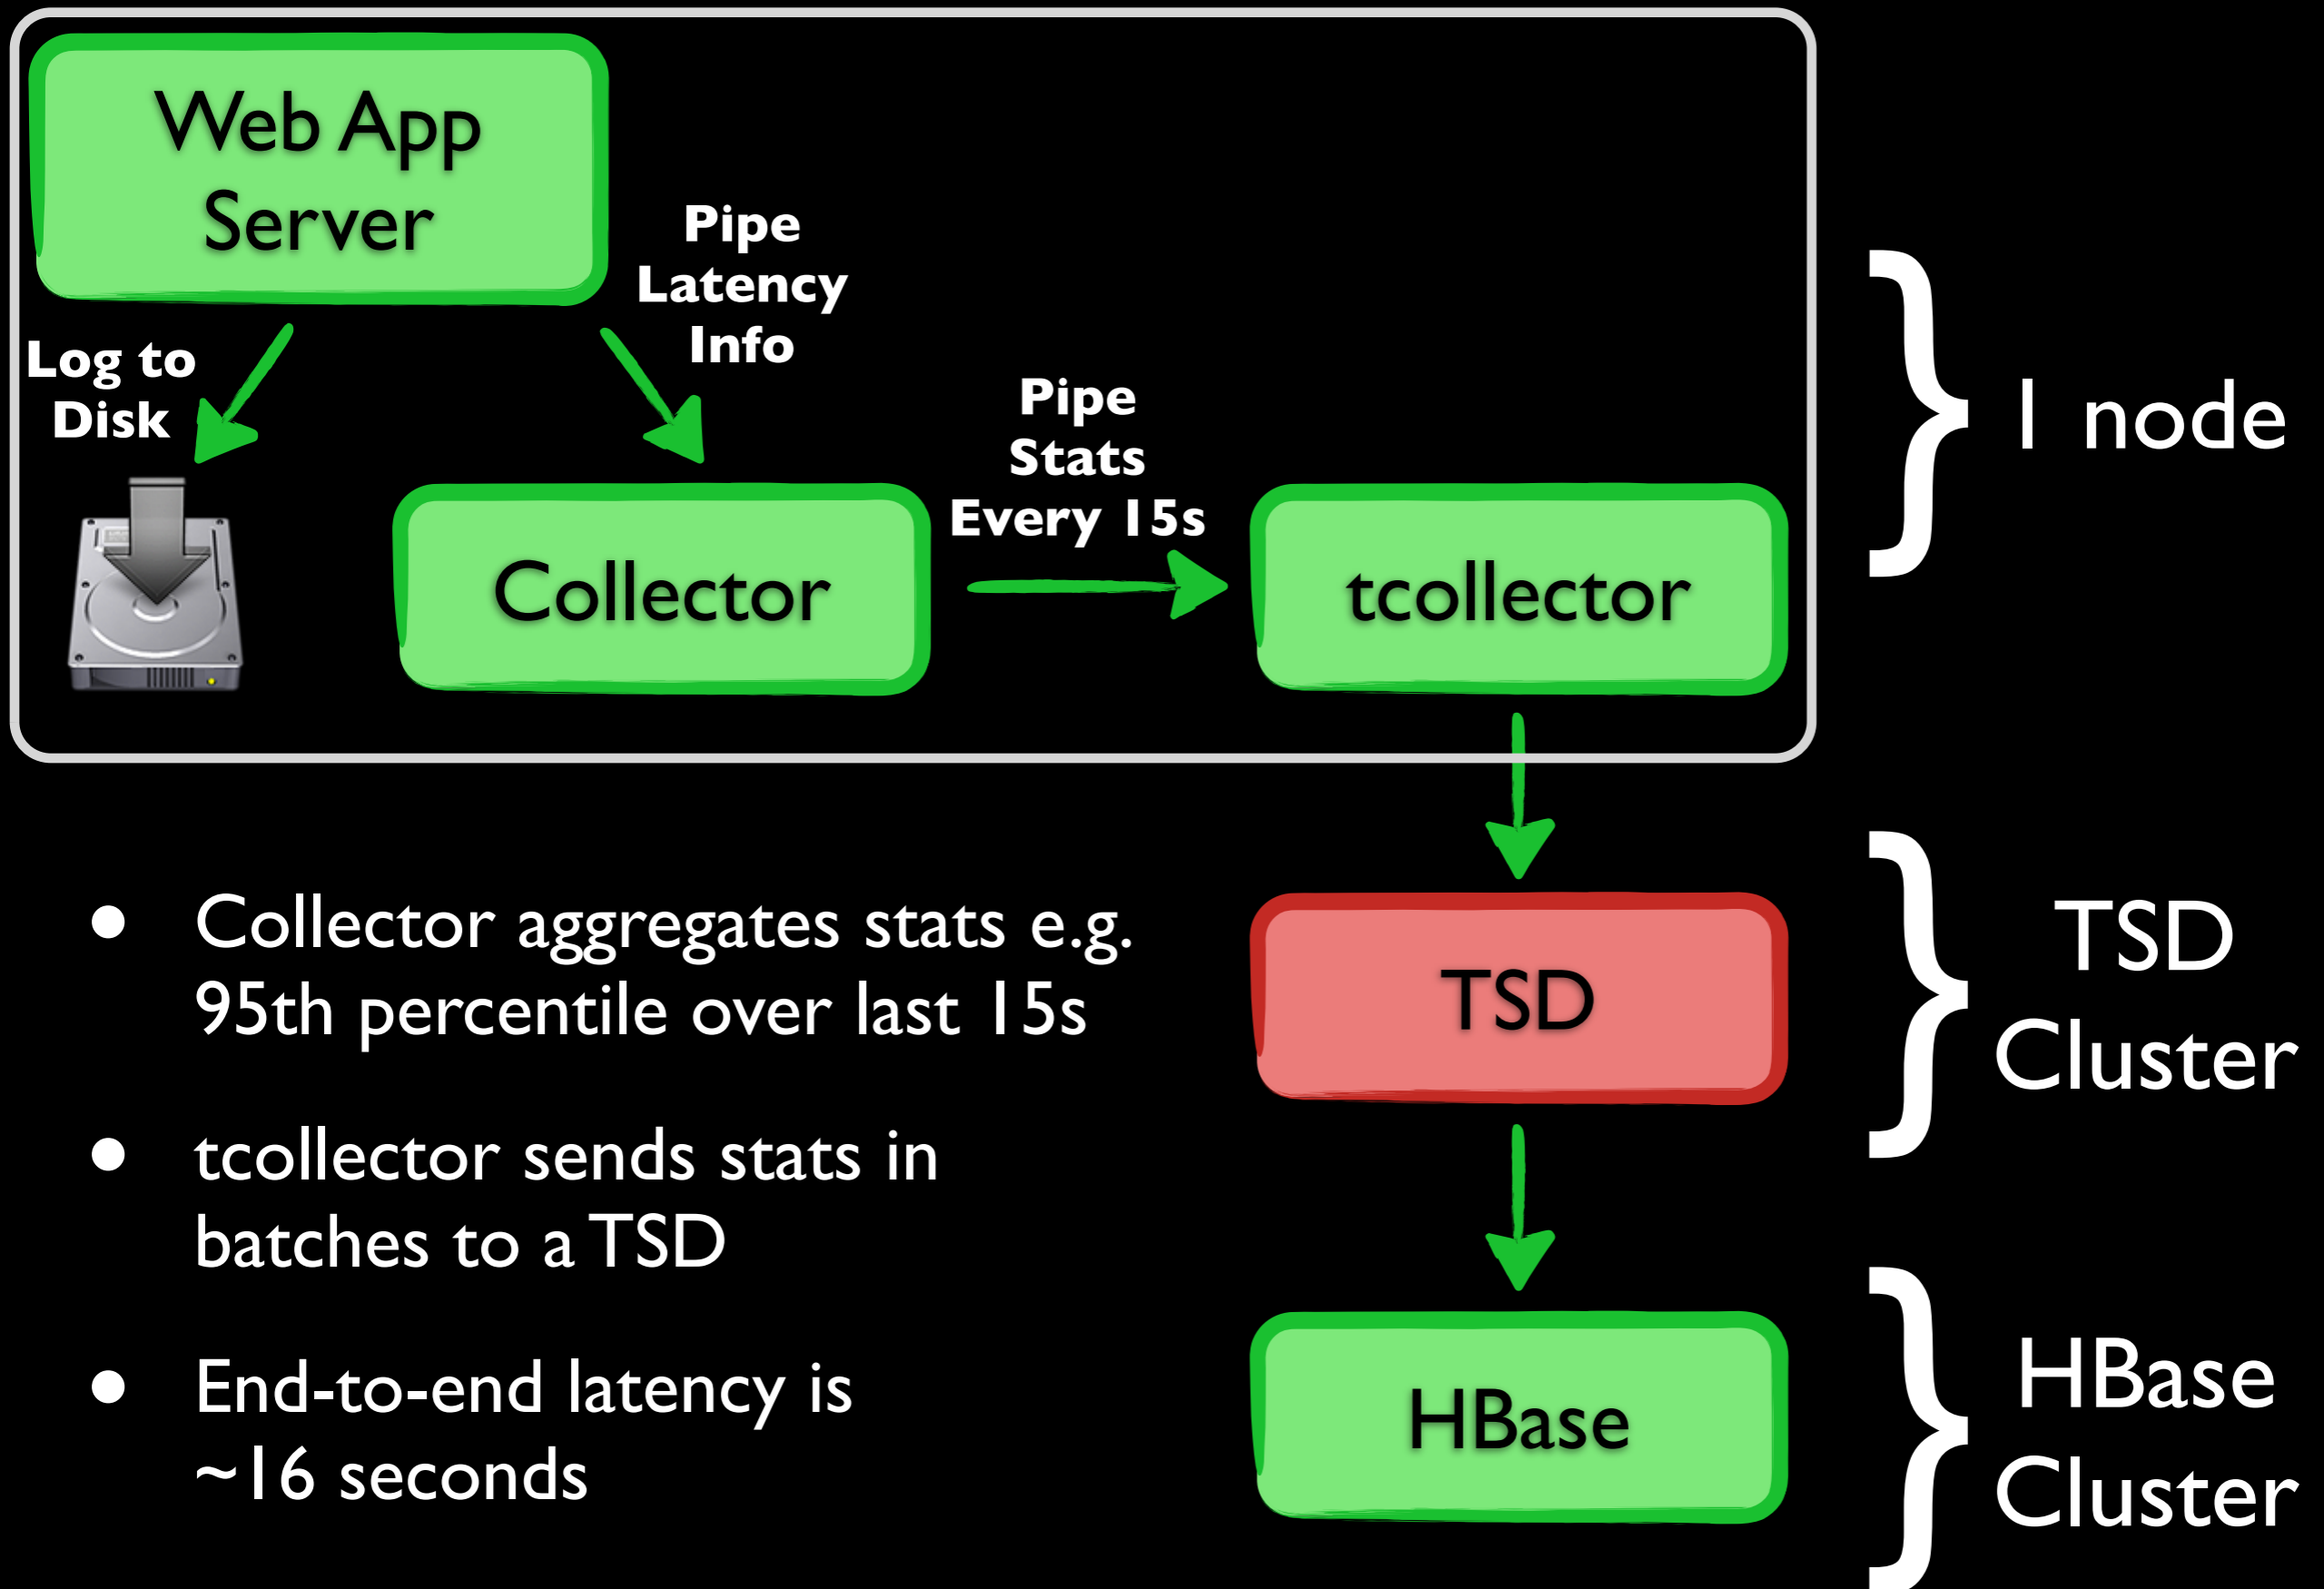 Web App
Server
Pipe
Latency
Info
Log to
Disk
Pipe
Stats
Every 15s
Collector
tcollector
1 node
TSD
TSD
Cluster
HBase
HBase
Cluster
• Collector aggregates stats e.g.
95th percentile over last 15s
• tcollector sends stats in
batches to a TSD
• End-to-end latency is
~16 seconds